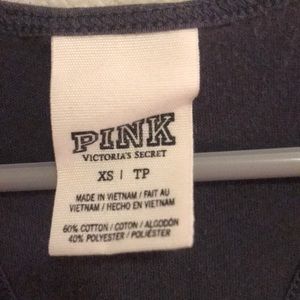 PINK
VICTORIA'S SECRET
XS | TP
MADE IN VIETNAM / FAIT AU
VIETNAM / HECHO EN VIETNAM
60% COTTON / COTON / ALGODÓN
40% POLYESTER / POLIÉSTER